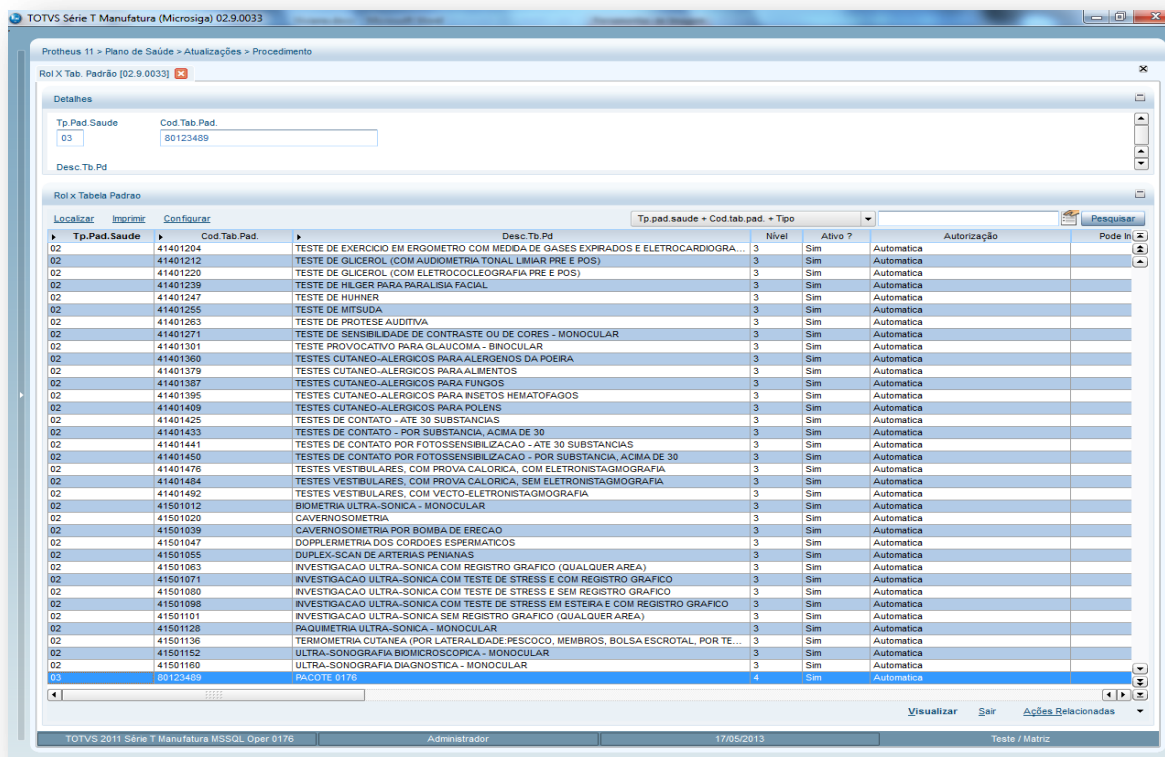 TOTVS Série T Manufatura (Microsiga) 02.9.0033
Protheus 11 > Plano de Saúde > Atualizações > Procedimento
Rol X Tab. Padrão [02.9.0033]
Detalhes
Tp.Pad.Saude Cod.Tab.Pad.
03 80123489
Desc.Tb.Pd
Rol x Tabela Padrao
Localizar Imprimir Configurar Tp.pad.saude + Cod.tab.pad. + Tipo Pesquisar
Tp.Pad.Saude Cod.Tab.Pad. Desc.Tb.Pd Nível Ativo ? Autorização Pode In
02 41401204 TESTE DE EXERCICIO EM ERGOMETRO COM MEDIDA DE GASES EXPIRADOS E ELETROCARDIOGRA... 3 Sim Automatica
02 41401212 TESTE DE GLICEROL (COM AUDIOMETRIA TONAL LIMIAR PRE E POS) 3 Sim Automatica
02 41401220 TESTE DE GLICEROL (COM ELETROCOCLEOGRAFIA PRE E POS) 3 Sim Automatica
02 41401239 TESTE DE HILGER PARA PARALISIA FACIAL 3 Sim Automatica
02 41401247 TESTE DE HUHNER 3 Sim Automatica
02 41401255 TESTE DE MITSUDA 3 Sim Automatica
02 41401263 TESTE DE PROTESE AUDITIVA 3 Sim Automatica
02 41401271 TESTE DE SENSIBILIDADE DE CONTRASTE OU DE CORES - MONOCULAR 3 Sim Automatica
02 41401301 TESTE PROVOCATIVO PARA GLAUCOMA - BINOCULAR 3 Sim Automatica
02 41401360 TESTES CUTANEO-ALERGICOS PARA ALERGENOS DA POEIRA 3 Sim Automatica
02 41401379 TESTES CUTANEO-ALERGICOS PARA ALIMENTOS 3 Sim Automatica
02 41401387 TESTES CUTANEO-ALERGICOS PARA FUNGOS 3 Sim Automatica
02 41401395 TESTES CUTANEO-ALERGICOS PARA INSETOS HEMATOFAGOS 3 Sim Automatica
02 41401409 TESTES CUTANEO-ALERGICOS PARA POLENS 3 Sim Automatica
02 41401425 TESTES DE CONTATO - ATE 30 SUBSTANCIAS 3 Sim Automatica
02 41401433 TESTES DE CONTATO - POR SUBSTANCIA, ACIMA DE 30 3 Sim Automatica
02 41401441 TESTES DE CONTATO POR FOTOSSENSIBILIZACAO - ATE 30 SUBSTANCIAS 3 Sim Automatica
02 41401450 TESTES DE CONTATO POR FOTOSSENSIBILIZACAO - POR SUBSTANCIA, ACIMA DE 30 3 Sim Automatica
02 41401476 TESTES VESTIBULARES, COM PROVA CALORICA, COM ELETRONISTAGMOGRAFIA 3 Sim Automatica
02 41401484 TESTES VESTIBULARES, COM PROVA CALORICA, SEM ELETRONISTAGMOGRAFIA 3 Sim Automatica
02 41401492 TESTES VESTIBULARES, COM VECTO-ELETRONISTAGMOGRAFIA 3 Sim Automatica
02 41501012 BIOMETRIA ULTRA-SONICA - MONOCULAR 3 Sim Automatica
02 41501020 CAVERNOSOMETRIA 3 Sim Automatica
02 41501039 CAVERNOSOMETRIA POR BOMBA DE ERECAO 3 Sim Automatica
02 41501047 DOPPLERMETRIA DOS CORDOES ESPERMATICOS 3 Sim Automatica
02 41501055 DUPLEX-SCAN DE ARTERIAS PENIANAS 3 Sim Automatica
02 41501063 INVESTIGACAO ULTRA-SONICA COM REGISTRO GRAFICO (QUALQUER AREA) 3 Sim Automatica
02 41501071 INVESTIGACAO ULTRA-SONICA COM TESTE DE STRESS E COM REGISTRO GRAFICO 3 Sim Automatica
02 41501080 INVESTIGACAO ULTRA-SONICA COM TESTE DE STRESS E SEM REGISTRO GRAFICO 3 Sim Automatica
02 41501098 INVESTIGACAO ULTRA-SONICA COM TESTE DE STRESS EM ESTEIRA E COM REGISTRO GRAFICO 3 Sim Automatica
02 41501101 INVESTIGACAO ULTRA-SONICA SEM REGISTRO GRAFICO (QUALQUER AREA) 3 Sim Automatica
02 41501128 PAQUIMETRIA ULTRA-SONICA - MONOCULAR 3 Sim Automatica
02 41501136 TERMOMETRIA CUTANEA (POR LATERALIDADE:PESCOCO, MEMBROS, BOLSA ESCROTAL, POR TE... 3 Sim Automatica
02 41501152 ULTRA-SONOGRAFIA BIOMICROSCOPICA - MONOCULAR 3 Sim Automatica
02 41501160 ULTRA-SONOGRAFIA DIAGNOSTICA - MONOCULAR 3 Sim Automatica
03 80123489 PACOTE 0176 4 Sim Automatica
Visualizar Sair Ações Relacionadas
TOTVS 2011 Série T Manufatura MSSQL Oper 0176 Administrador 17/05/2013 Teste / Matriz